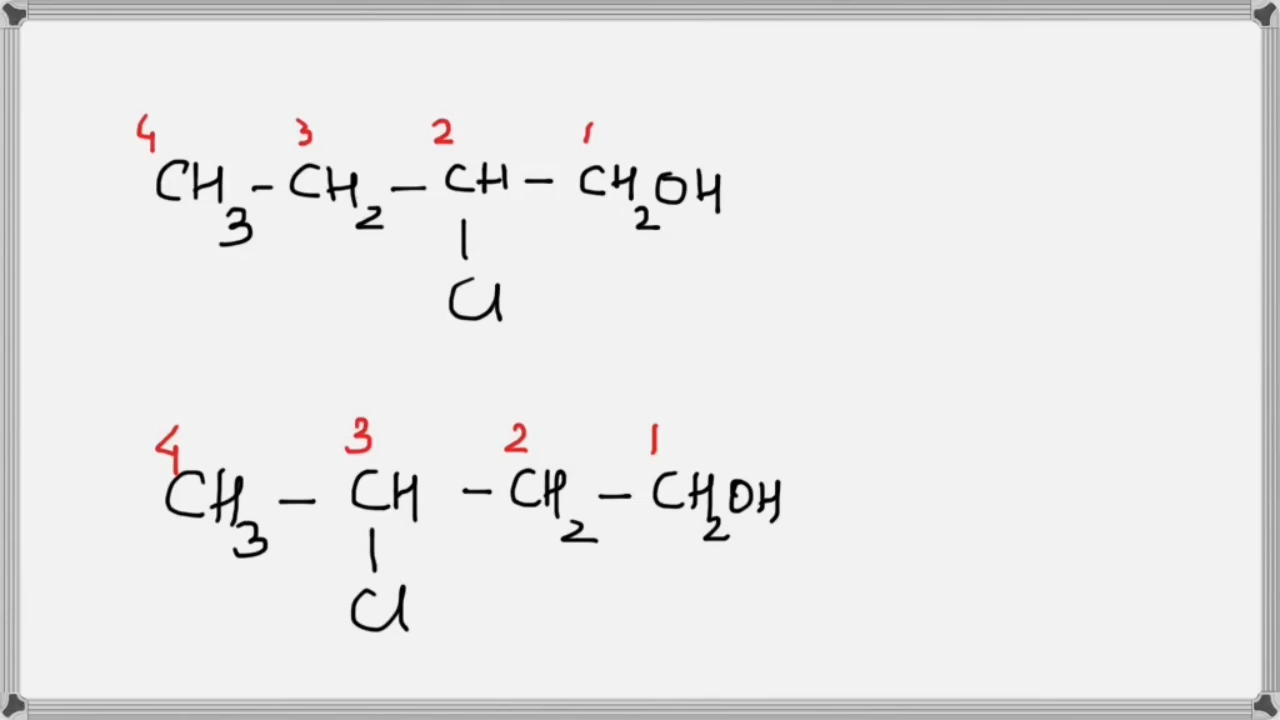 4 3 2 1
CH3 - CH2 - CH - CH2OH
|
Cl
4 3 2 1
CH3 - CH - CH2 - CH2OH
|
Cl